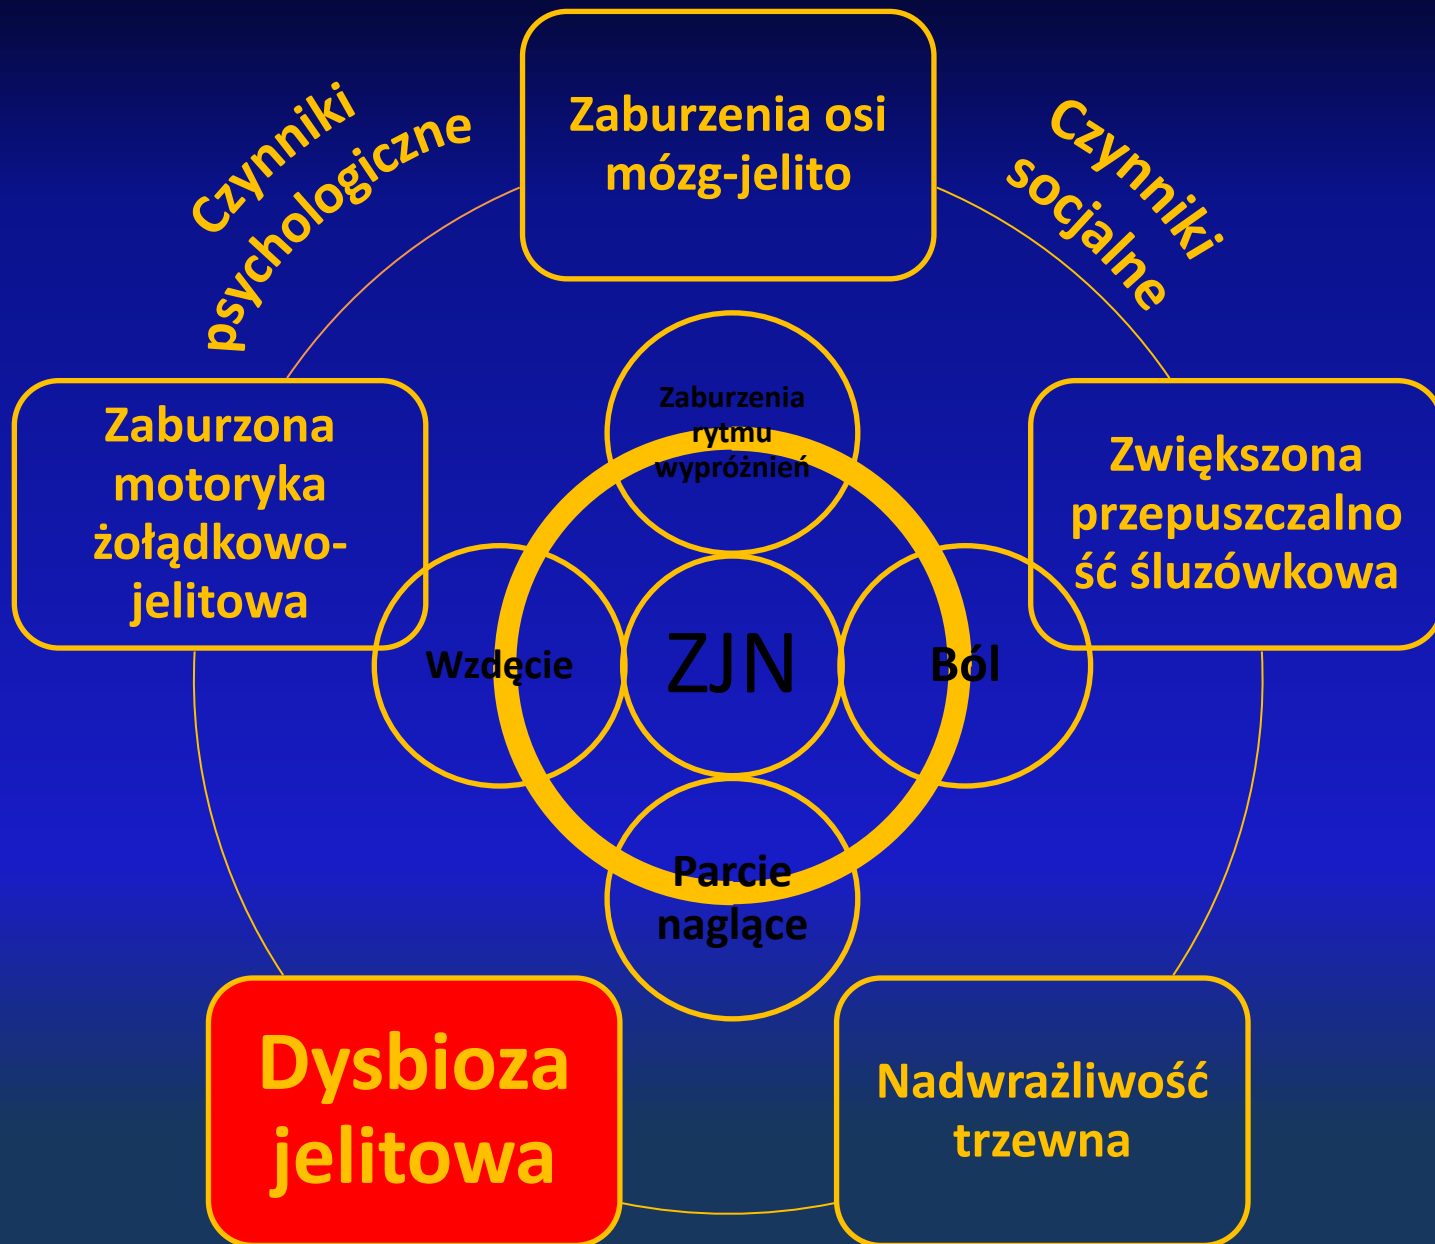 Zaburzenia osi
mózg-jelito
Czynniki
psychologiczne
Czynniki
socjalne
Zaburzona
motoryka
żołądkowo-
jelitowa
Zwiększona
przepuszczalno
ść śluzówkowa
Zaburzenia
rytmu
wypróżnień
Wzdęcie
ZJN
Ból
Parcie
naglące
Dysbioza
jelitowa
Nadwrażliwość
trzewna